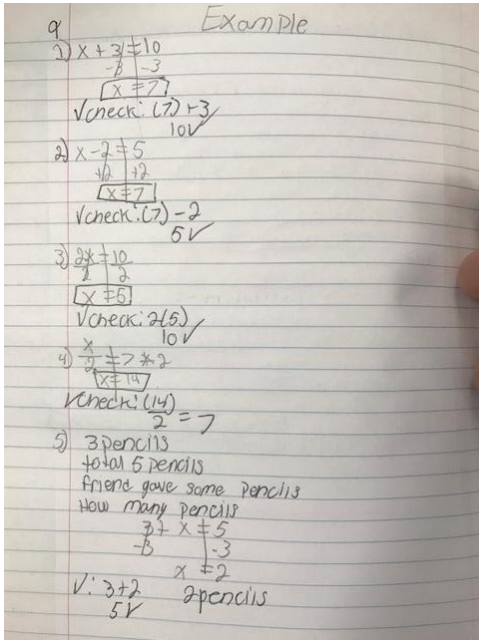 Example
9
1) x + 3 = 10
-3 -3
x = 7
√check: (7) + 3
10 ✓
2) x - 2 = 5
+2 +2
x = 7
√check: (7) - 2
5 ✓
3) 2x = 10
2 2
x = 5
√check: 2(5)
10 ✓
4) x/2 = 7 * 2
x = 14
√check: (14)/2 = 7
5) 3 pencils
total 5 pencils
friend gave some pencils
How many pencils
3 + x = 5
-3 -3
x = 2
√: 3+2 2 pencils
5 ✓